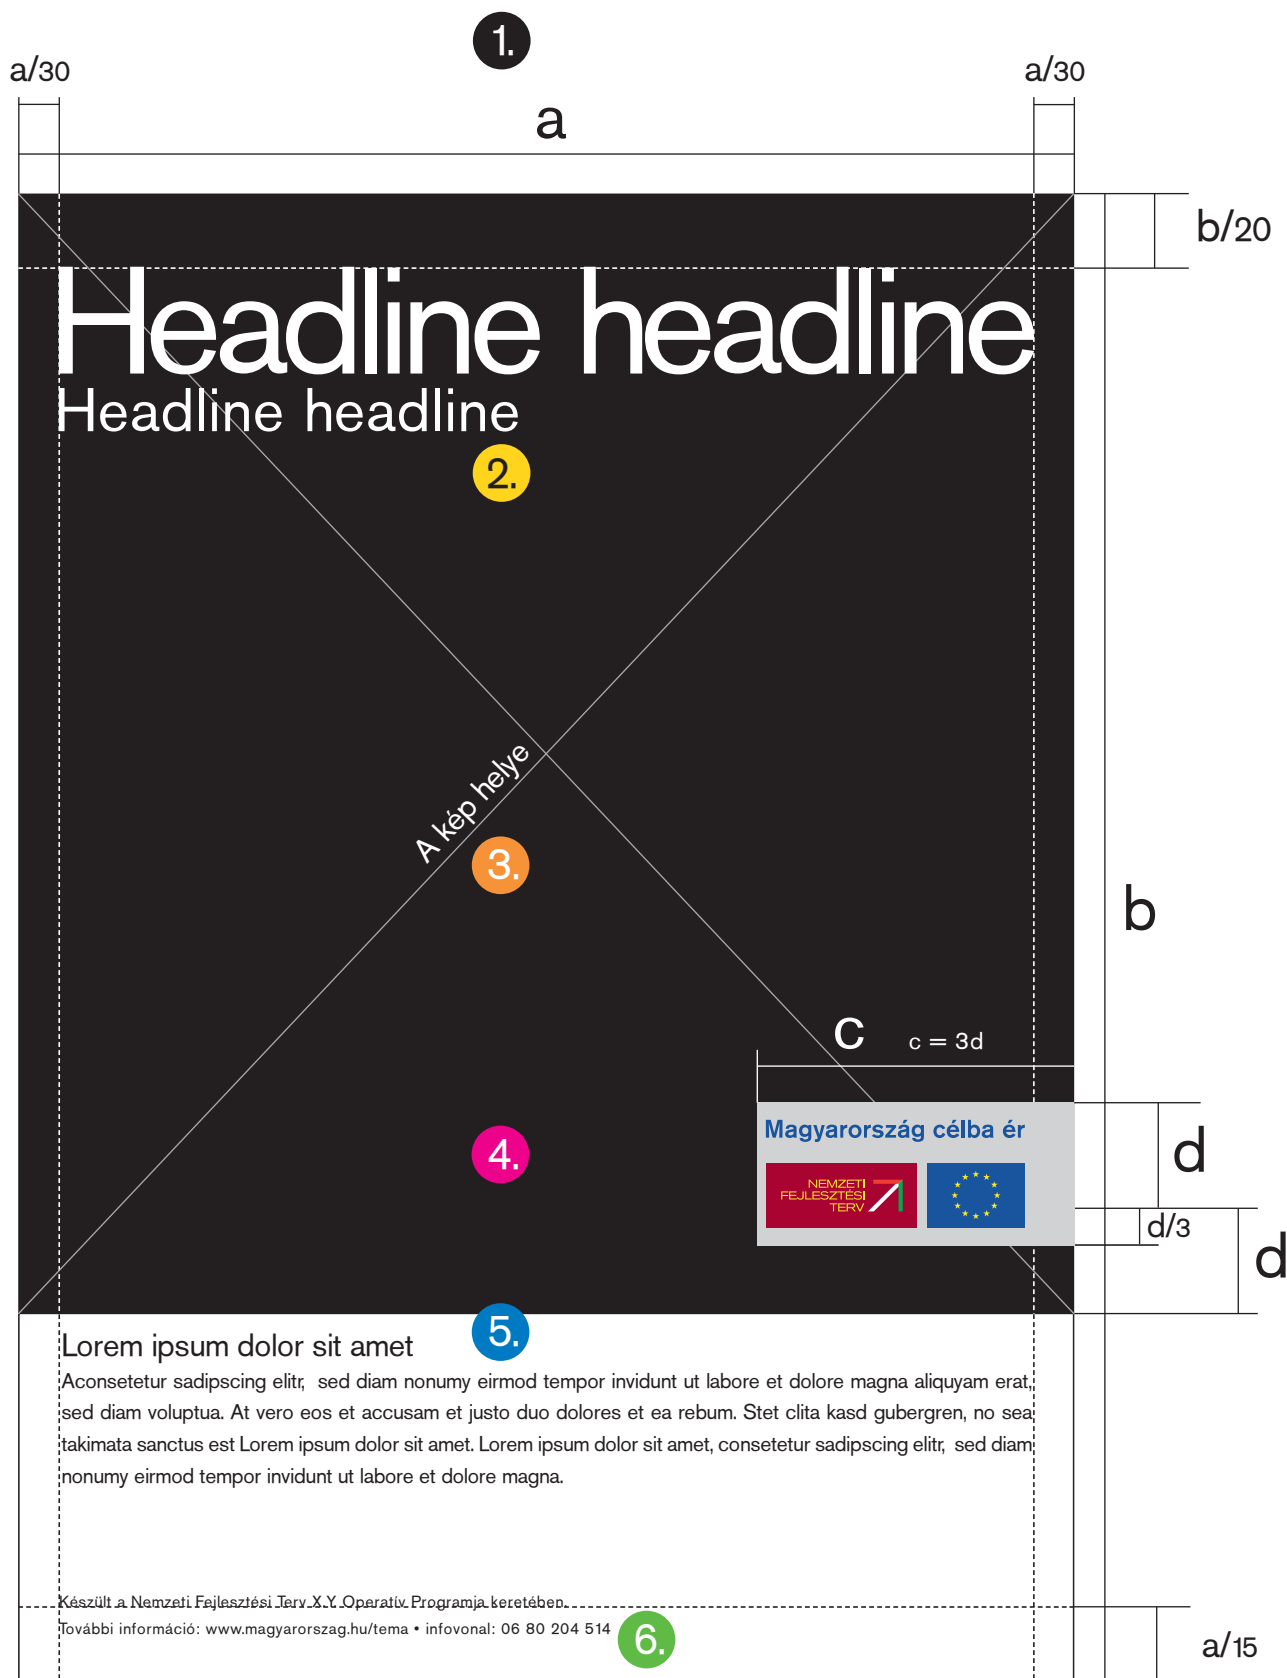 1.
a/30
a/30
a
b/20
Headline headline
Headline headline
2.
A kép helye
3.
b
c
c = 3d
Magyarország célba ér
4.
d
NEMZETI
FEJLESZTÉSI
TERV
d/3
d
5.
Lorem ipsum dolor sit amet
Aconsetetur sadipscing elitr, sed diam nonumy eirmod tempor invidunt ut labore et dolore magna aliquyam erat,
sed diam voluptua. At vero eos et accusam et justo duo dolores et ea rebum. Stet clita kasd gubergren, no sea
takimata sanctus est Lorem ipsum dolor sit amet. Lorem ipsum dolor sit amet, consetetur sadipscing elitr, sed diam
nonumy eirmod tempor invidunt ut labore et dolore magna.
Készült a Nemzeti Fejlesztési Terv X.Y. Operatív Programja keretében.
További információ: www.magyarorszag.hu/tema • infovonal: 06 80 204 514
6.
a/15